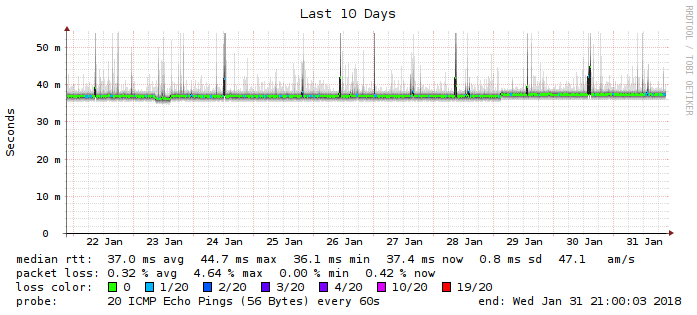 Last 10 Days
RRDTOOL / TOBI OETIKER
Seconds
50 m
40 m
30 m
20 m
10 m
0
22 Jan 23 Jan 24 Jan 25 Jan 26 Jan 27 Jan 28 Jan 29 Jan 30 Jan 31 Jan
median rtt: 37.0 ms avg 44.7 ms max 36.1 ms min 37.4 ms now 0.8 ms sd 47.1 am/s
packet loss: 0.32 % avg 4.64 % max 0.00 % min 0.42 % now
loss color: 0 1/20 2/20 3/20 4/20 10/20 19/20
probe: 20 ICMP Echo Pings (56 Bytes) every 60s end: Wed Jan 31 21:00:03 2018